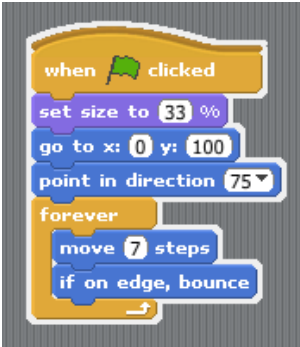 when clicked
set size to 33 %
go to x: 0 y: 100
point in direction 75
forever
move 7 steps
if on edge, bounce